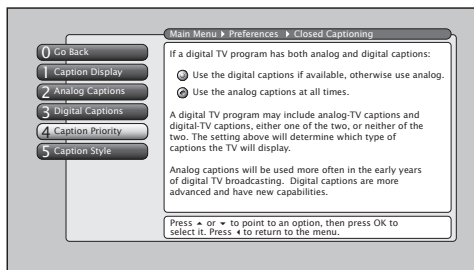 Main Menu ▸ Preferences ▸ Closed Captioning
0 Go Back
1 Caption Display
2 Analog Captions
3 Digital Captions
4 Caption Priority
5 Caption Style
If a digital TV program has both analog and digital captions:
Use the digital captions if available, otherwise use analog.
Use the analog captions at all times.
A digital TV program may include analog-TV captions and
digital-TV captions, either one of the two, or neither of the
two. The setting above will determine which type of
captions the TV will display.
Analog captions will be used more often in the early years
of digital TV broadcasting. Digital captions are more
advanced and have new capabilities.
Press ▴ or ▾ to point to an option, then press OK to
select it. Press ◂ to return to the menu.